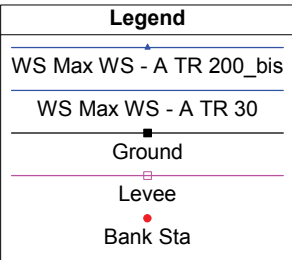 Legend
WS Max WS - A TR 200_bis
WS Max WS - A TR 30
Ground
Levee
Bank Sta